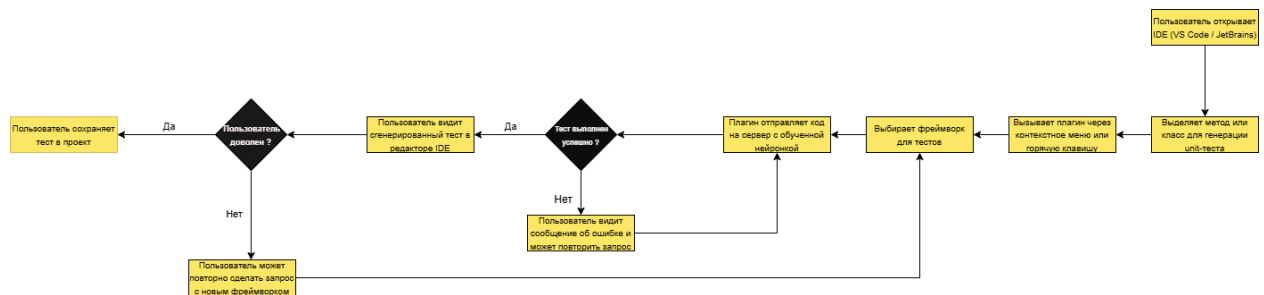 Пользователь открывает
IDE (VS Code / JetBrains)
Выделяет метод или
класс для генерации
unit-теста
Вызывает плагин через
контекстное меню или
горячую клавишу
Выбирает фреймворк
для тестов
Плагин отправляет код
на сервер с обученной
нейронкой
Тест выполнен
успешно ?
Да
Нет
Пользователь видит
сообщение об ошибке и
может повторить запрос
Пользователь видит
сгенерированный тест в
редакторе IDE
Пользователь
доволен ?
Да
Нет
Пользователь сохраняет
тест в проект
Пользователь может
повторно сделать запрос
с новым фреймворком